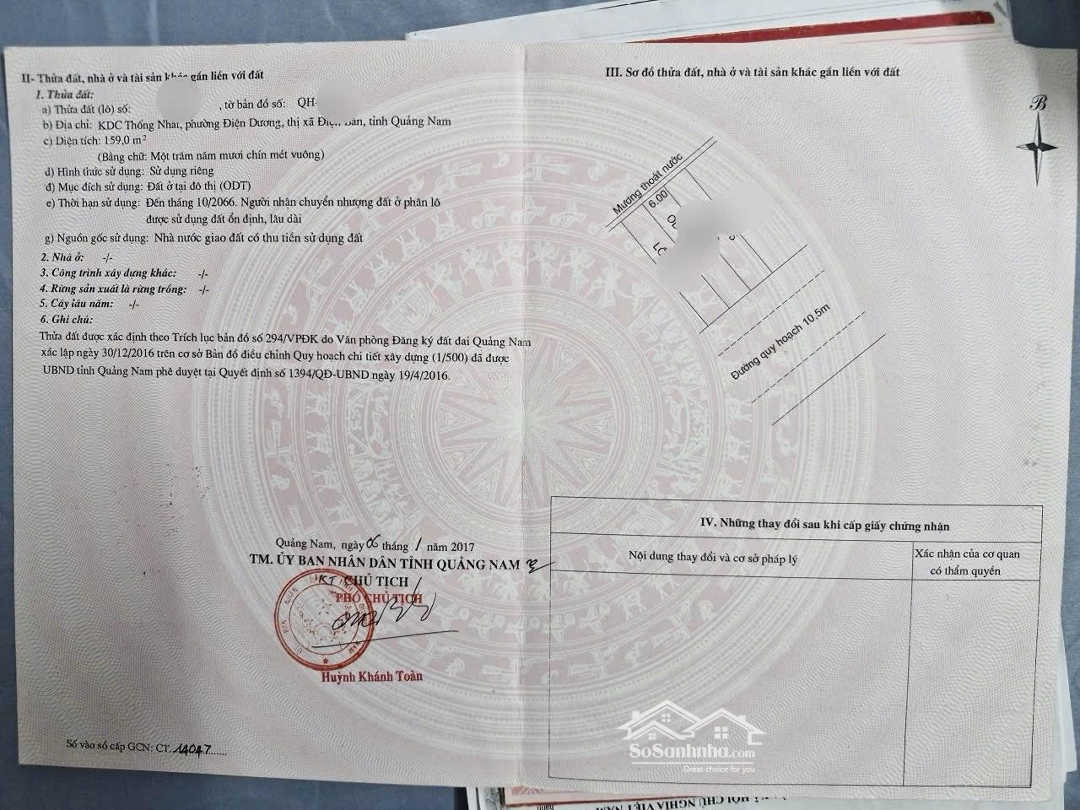 II- Thửa đất, nhà ở và tài sản khác gắn liền với đất
1. Thửa đất:
a) Thửa đất (lô) số: , tờ bản đồ số: QH-
b) Địa chỉ: KDC Thống Nhất, phường Điện Dương, thị xã Điện Bàn, tỉnh Quảng Nam
c) Diện tích: 159,0 m²
(Bằng chữ: Một trăm năm mươi chín mét vuông)
d) Hình thức sử dụng: Sử dụng riêng
đ) Mục đích sử dụng: Đất ở tại đô thị (ODT)
e) Thời hạn sử dụng: Đến tháng 10/2066. Người nhận chuyển nhượng đất ở phân lô
được sử dụng đất ổn định, lâu dài
g) Nguồn gốc sử dụng: Nhà nước giao đất có thu tiền sử dụng đất
2. Nhà ở: -/-
3. Công trình xây dựng khác: -/-
4. Rừng sản xuất là rừng trồng: -/-
5. Cây lâu năm: -/-
6. Ghi chú:
Thửa đất được xác định theo Trích lục bản đồ số 294/VPĐK do Văn phòng Đăng ký đất đai Quảng Nam
xác lập ngày 30/12/2016 trên cơ sở Bản đồ điều chỉnh Quy hoạch chi tiết xây dựng (1/500) đã được
UBND tỉnh Quảng Nam phê duyệt tại Quyết định số 1394/QĐ-UBND ngày 19/4/2016.
Quảng Nam, ngày 06 tháng 1 năm 2017
TM. ỦY BAN NHÂN DÂN TỈNH QUẢNG NAM
KT CHỦ TỊCH
PHÓ CHỦ TỊCH
Huỳnh Khánh Toàn
Số vào sổ cấp GCN: CT.14047
III. Sơ đồ thửa đất, nhà ở và tài sản khác gắn liền với đất
B
Mương thoát nước
6.00
Đường quy hoạch 10,5m
IV. Những thay đổi sau khi cấp giấy chứng nhận
Nội dung thay đổi và cơ sở pháp lý
Xác nhận của cơ quan
có thẩm quyền
SoSanhnha.com
Great choice for you